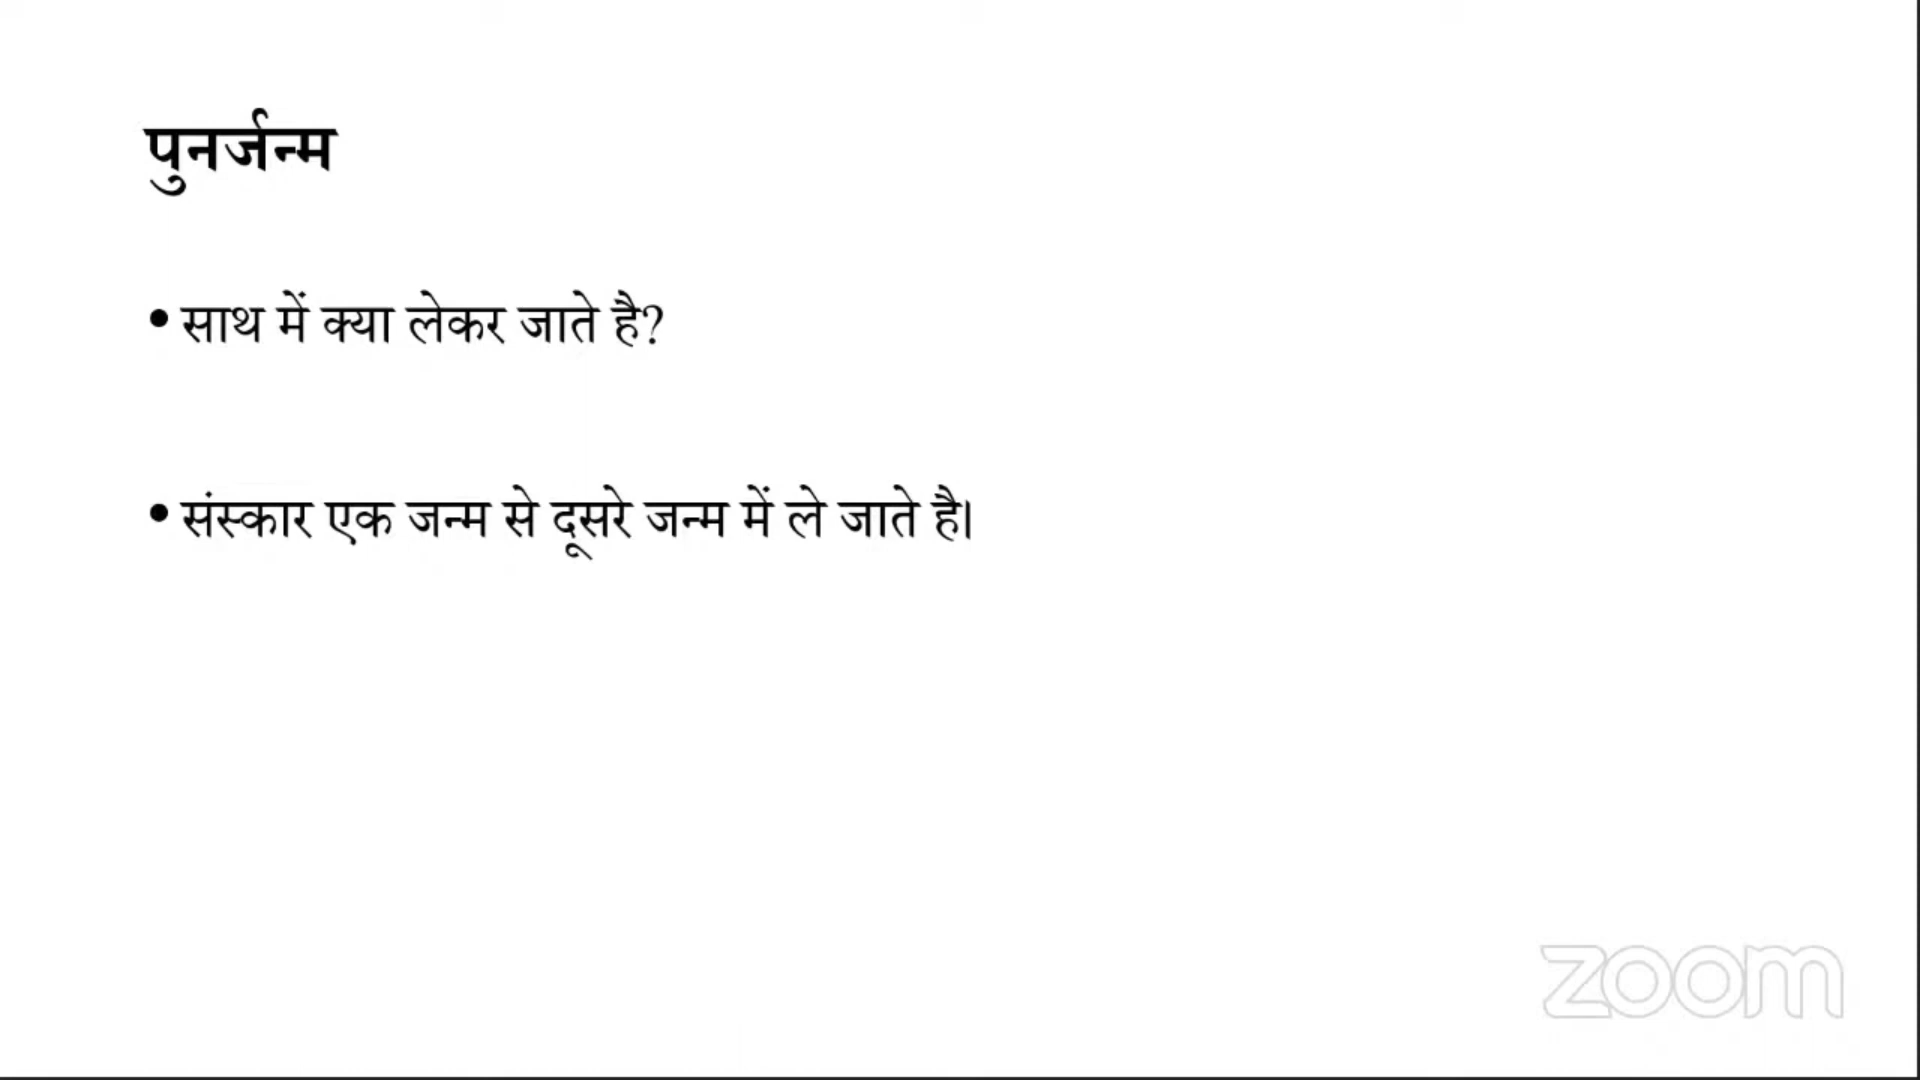 पुनर्जन्म
• साथ में क्या लेकर जाते है?
• संस्कार एक जन्म से दूसरे जन्म में ले जाते है।
zoom